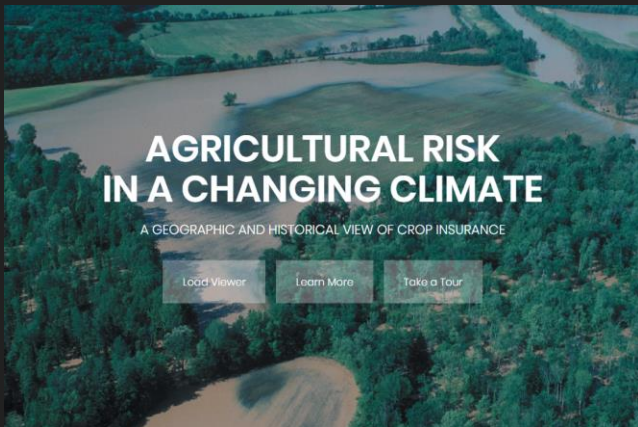 AGRICULTURAL RISK
IN A CHANGING CLIMATE
A GEOGRAPHIC AND HISTORICAL VIEW OF CROP INSURANCE
Load Viewer
Learn More
Take a Tour